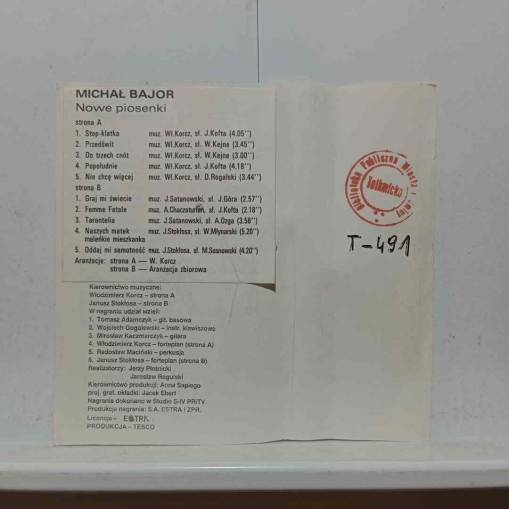 MICHAŁ BAJOR
Nowe piosenki
strona A
1. Stop-klatka muz. Wł.Korcz, sł. J.Kofta (4.05'')
2. Przedświt muz. Wł.Korcz, sł. W.Kejne (3.45'')
3. Do trzech cnót muz. Wł.Korcz, sł. W.Kejne (3.00'')
4. Popołudnie muz. Wł.Korcz, sł. J.Kofta (4.18'')
5. Nie chcę więcej muz. Wł.Korcz, sł. D.Rogalski (3.44'')
strona B
1. Graj mi świecie muz. J.Satanowski, sł. J.Góra (2.57'')
2. Femme Fatale muz. A.Chaczaturian, sł. J.Kofta (2.18'')
3. Tarantella muz. J.Satanowski, sł. A.Ozga (3.56'')
4. Naszych matek muz. J.Stokłosa, sł. W.Młynarski (5.20'')
maleńkie mieszkanka
5. Oddaj mi samotność muz. J.Stokłosa, sł. M.Sosnowski (4.20'')
Aranżacje: strona A — W. Korcz
strona B — Aranżacja zbiorowa
Kierownictwo muzyczne:
Włodzimierz Korcz – strona A
Janusz Stokłosa – strona B
W nagraniu udział wzięli:
1. Tomasz Adamczyk – git. basowa
2. Wojciech Gogolewski – instr. klawiszowe
3. Mirosław Kaczmarczyk – gitara
4. Włodzimierz Korcz – fortepian (strona A)
5. Radosław Maciński – perkusja
6. Janusz Stokłosa – fortepian (strona B)
Realizatorzy: Jerzy Płotnicki
Jarosław Regulski
Kierownictwo produkcji: Anna Sapiego
proj. graf. okładki: Jacek Ebert
Nagrania dokonano w Studio S-IV PRiTV
Produkcja nagrania: S.A. ESTRA i ZPR.
Licencja – ESTRA
PRODUKCJA – TESCO
Biblioteka Publiczna Miasta i
Tolkmicko
T-491